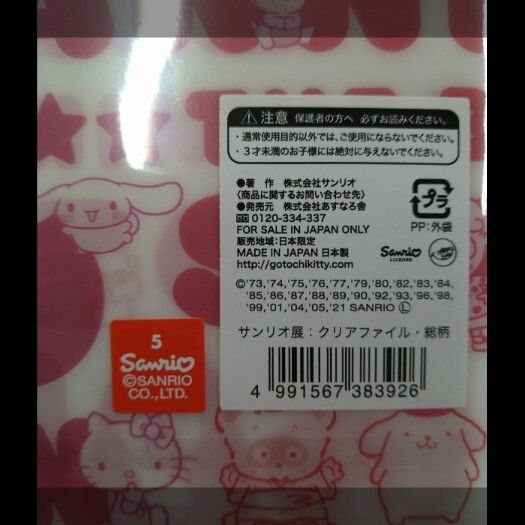 ⚠注意 保護者の方へ 必ずお読みください。
・通常使用目的以外では、ご使用にならないでください。
・3才未満のお子様には絶対に与えないでください。
●著 作 株式会社サンリオ
(商品に関するお問い合わせ先)
●発売元 株式会社あすなろ舎
0120-334-337
FOR SALE IN JAPAN ONLY
販売地域:日本限定
MADE IN JAPAN 日本製
http://gotochikitty.com/
プラ
PP:外袋
Sanrio
LICENSE
©'73,'74,'75,'76,'77,'79,'80,'82,'83,'84,
'85,'86,'87,'88,'89,'90,'92,'93,'96,'98,
'99,'01,'04,'05,'21 SANRIO Ⓛ
サンリオ展:クリアファイル・総柄
4 991567 383926
5
Sanrio
©SANRIO
CO.,LTD.